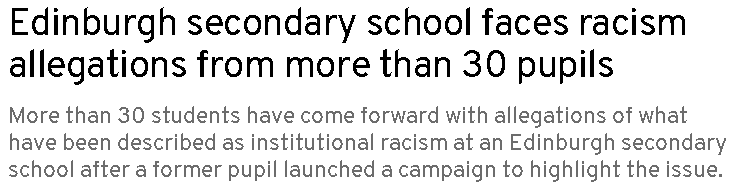 Edinburgh secondary school faces racism
allegations from more than 30 pupils
More than 30 students have come forward with allegations of what
have been described as institutional racism at an Edinburgh secondary
school after a former pupil launched a campaign to highlight the issue.